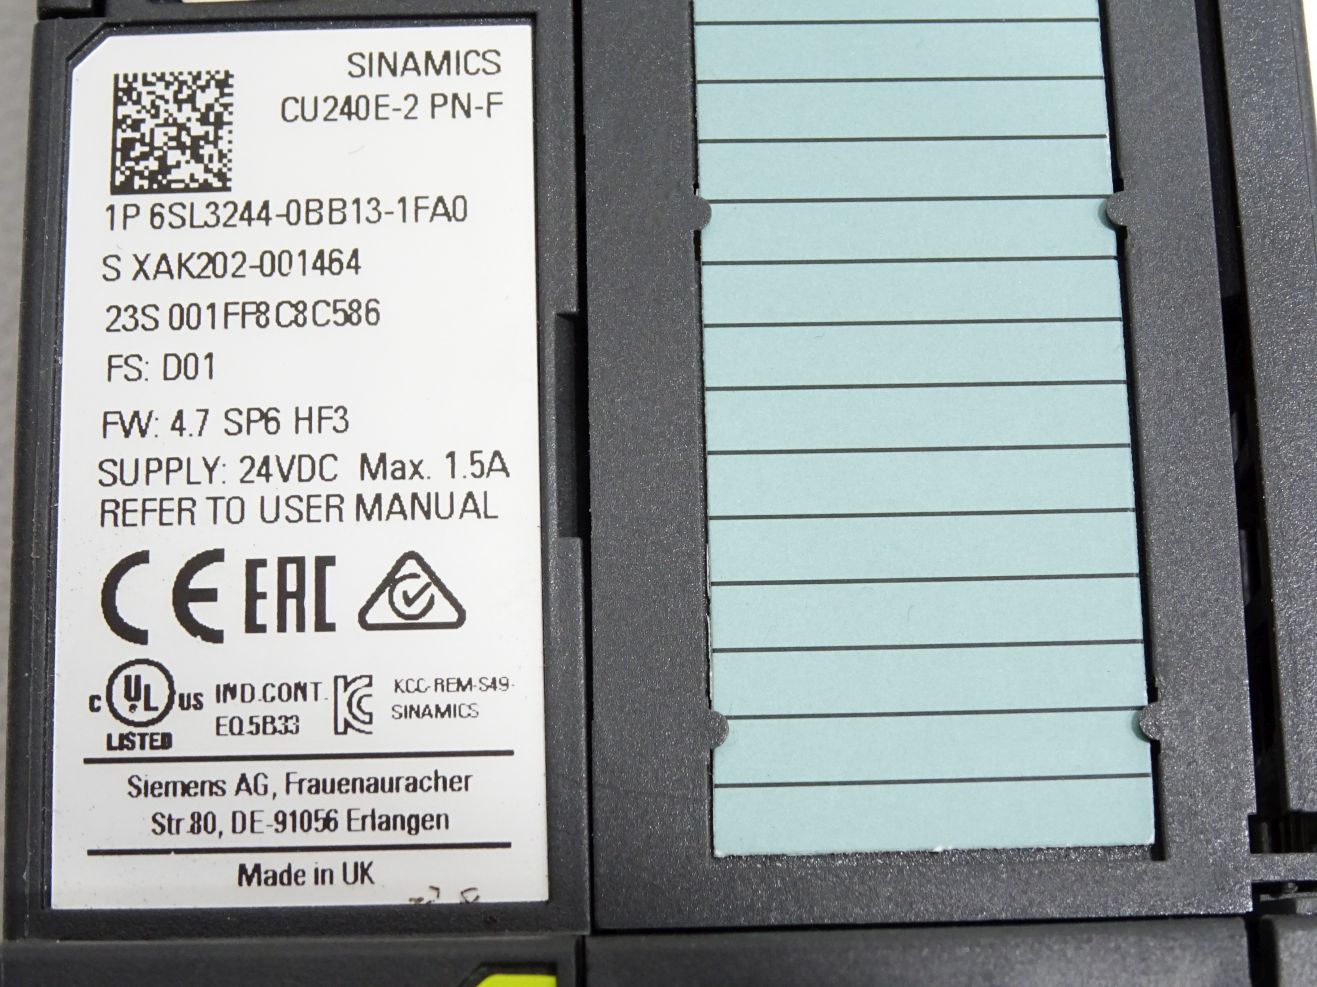 SINAMICS
CU240E-2 PN-F
1P 6SL3244-0BB13-1FA0
S XAK202-001464
23S 001FF8C8C586
FS: D01
FW: 4.7 SP6 HF3
SUPPLY: 24VDC Max. 1.5A
REFER TO USER MANUAL
CE EAC
C UL US IND.CONT. KCC-REM-S49-
LISTED EQ.5B33 SINAMICS
Siemens AG, Frauenauracher
Str.80, DE-91056 Erlangen
Made in UK